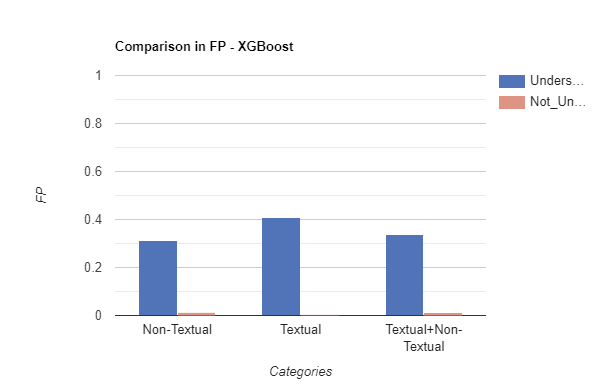 Comparison in FP - XGBoost
1
Unders...
Not_Un...
0.8
0.6
FP
0.4
0.2
0
Non-Textual
Textual
Textual+Non-
Textual
Categories